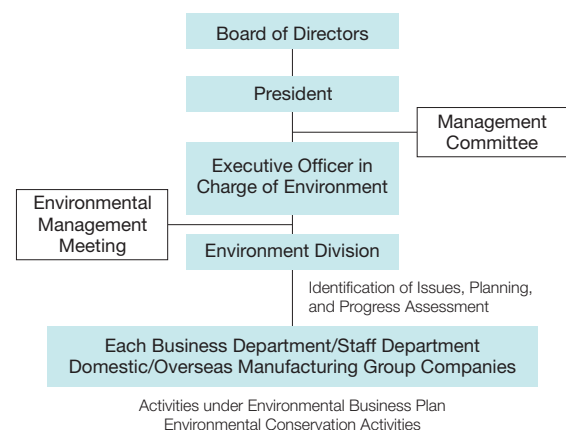 Board of Directors
President
Management
Committee
Executive Officer in
Charge of Environment
Environmental
Management
Meeting
Environment Division
Identification of Issues, Planning,
and Progress Assessment
Each Business Department/Staff Department
Domestic/Overseas Manufacturing Group Companies
Activities under Environmental Business Plan
Environmental Conservation Activities